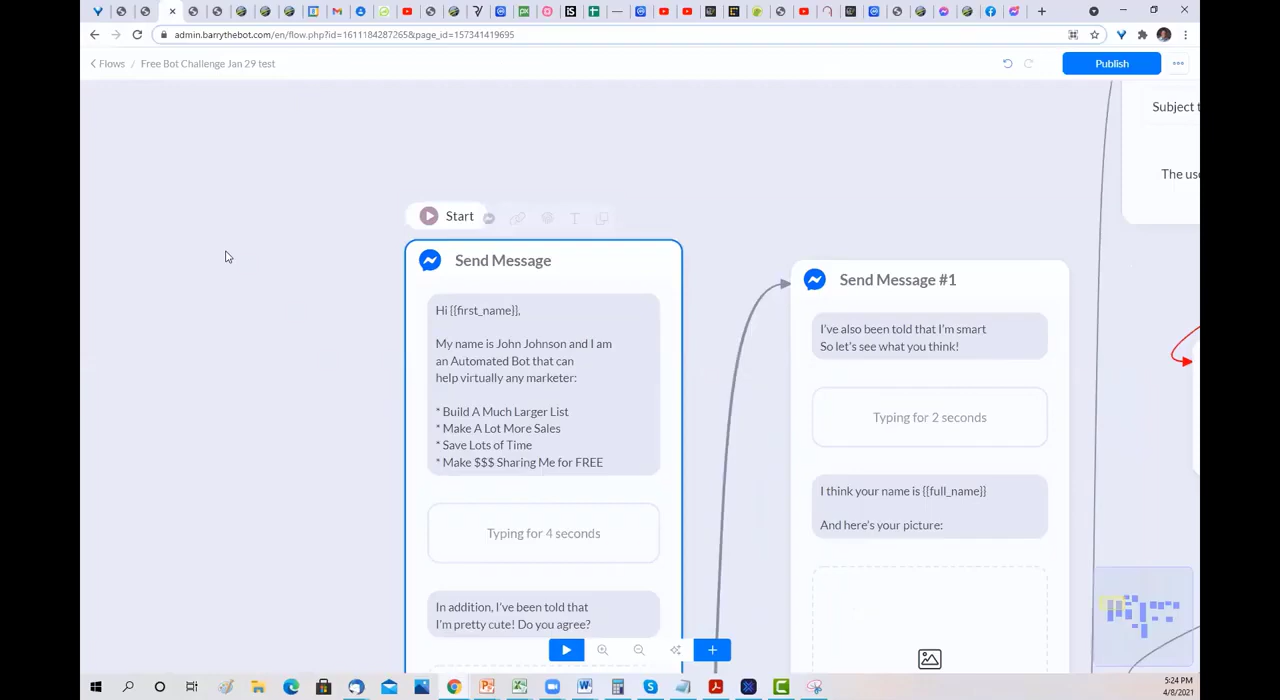 admin.barrythebot.com/en/flow.php?id=1611184287265&page_id=157341419695
Flows / Free Bot Challenge Jan 29 test
Publish
Subject t
The use
Start
Send Message
Hi {{first_name}},
My name is John Johnson and I am
an Automated Bot that can
help virtually any marketer:
* Build A Much Larger List
* Make A Lot More Sales
* Save Lots of Time
* Make $$$ Sharing Me for FREE
Typing for 4 seconds
In addition, I've been told that
I'm pretty cute! Do you agree?
Send Message #1
I've also been told that I'm smart
So let's see what you think!
Typing for 2 seconds
I think your name is {{full_name}}
And here's your picture:
5:24 PM
4/8/2021